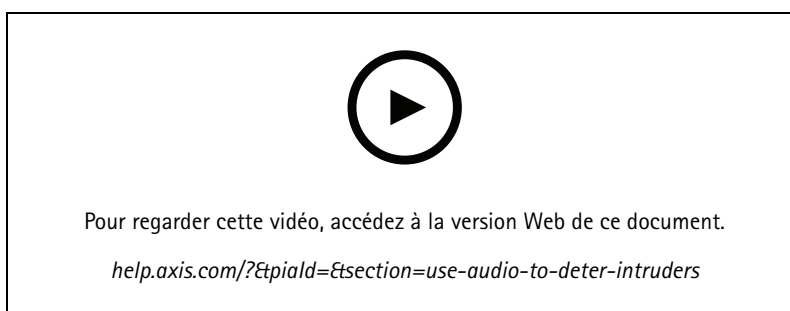 Pour regarder cette vidéo, accédez à la version Web de ce document.
help.axis.com/?&piaId=&section=use-audio-to-deter-intruders